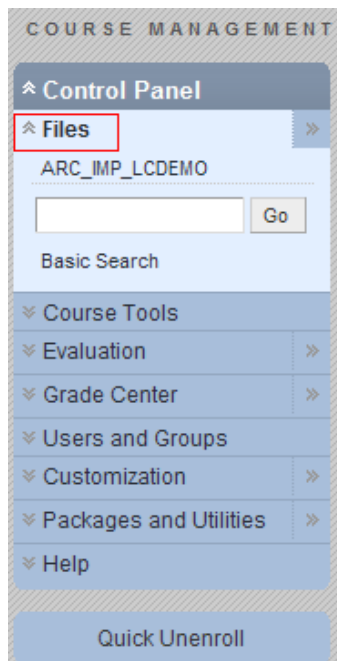 COURSE MANAGEMENT
Control Panel
Files
ARC_IMP_LCDEMO
Go
Basic Search
Course Tools
Evaluation
Grade Center
Users and Groups
Customization
Packages and Utilities
Help
Quick Unenroll